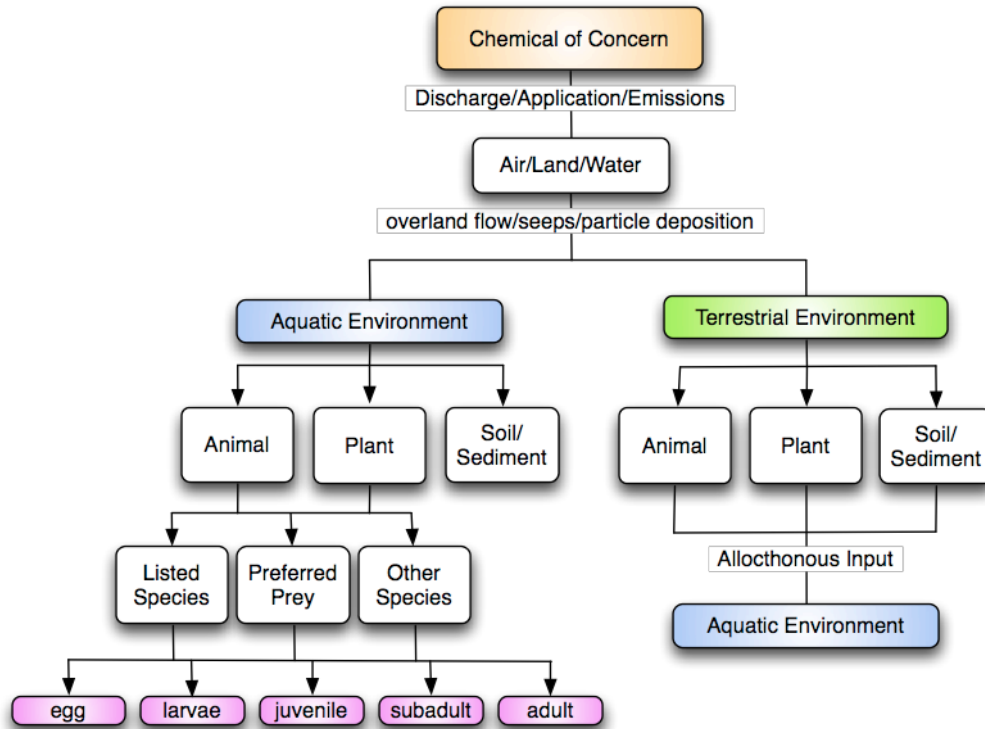 Chemical of Concern
Discharge/Application/Emissions
Air/Land/Water
overland flow/seeps/particle deposition
Aquatic Environment
Terrestrial Environment
Animal
Plant
Soil/
Sediment
Animal
Plant
Soil/
Sediment
Listed
Species
Preferred
Prey
Other
Species
Allocthonous Input
Aquatic Environment
egg
larvae
juvenile
subadult
adult